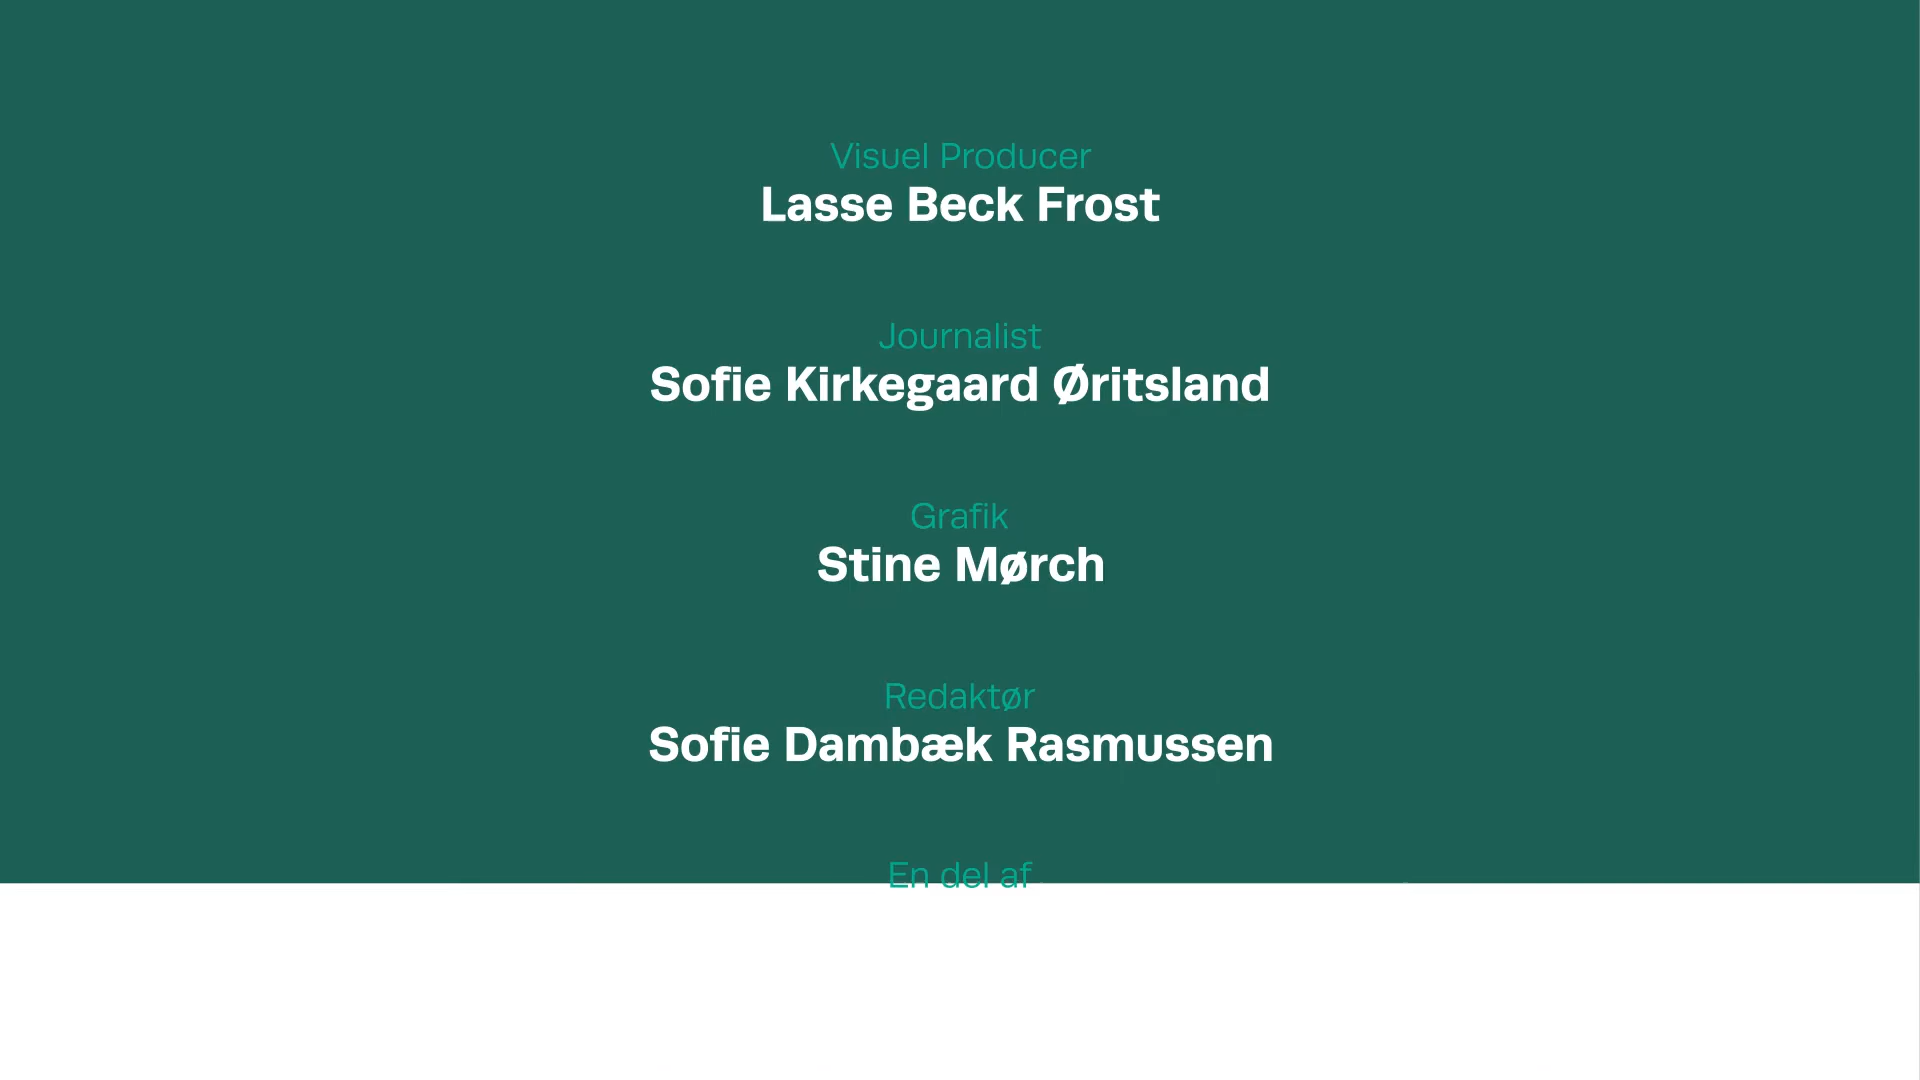 Visuel Producer
Lasse Beck Frost
Journalist
Sofie Kirkegaard Øritsland
Grafik
Stine Mørch
Redaktør
Sofie Dambæk Rasmussen
En del af